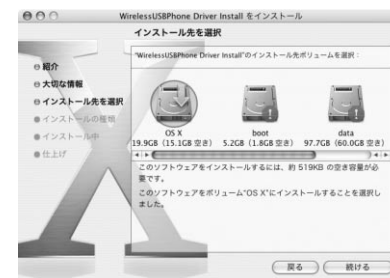 WirelessUSBPhone Driver Install をインストール
インストール先を選択
"WirelessUSBPhone Driver Install"のインストール先ボリュームを選択：
紹介
大切な情報
インストール先を選択
インストールの種類
インストール中
仕上げ
OS X
19.9GB（15.1GB 空き）
boot
5.2GB（1.8GB 空き）
data
97.7GB（60.0GB 空き）
このソフトウェアをインストールするには、約 519KB の空き容量が必
要です。
このソフトウェアをボリューム"OS X"にインストールすることを選択し
ました。
戻る
続ける